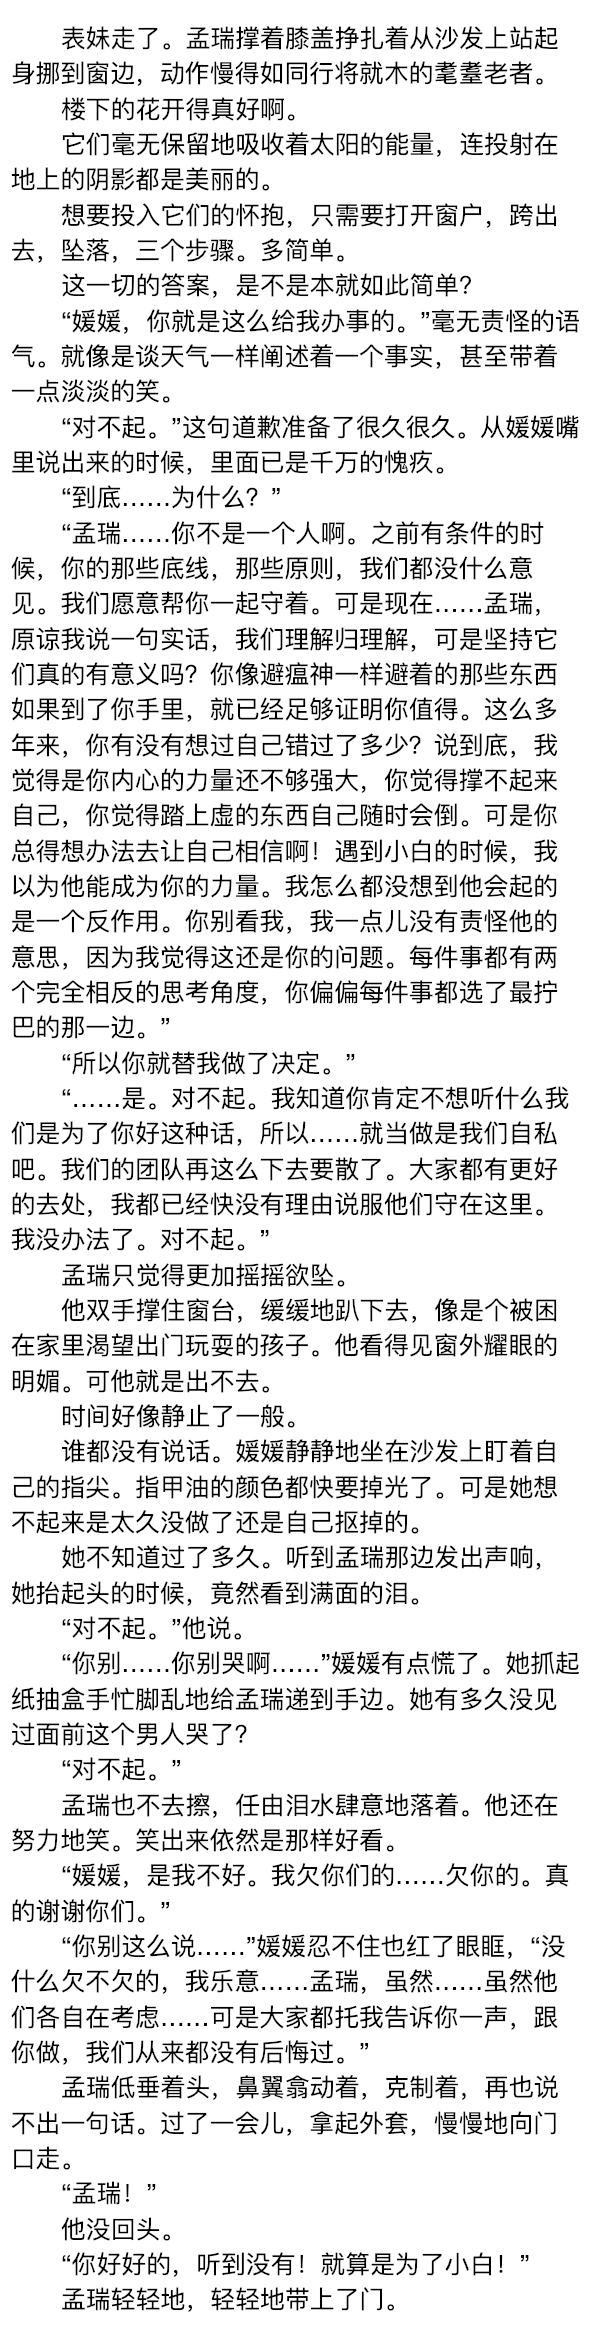 表妹走了。孟瑞撑着膝盖挣扎着从沙发上站起
身挪到窗边，动作慢得如同行将就木的耄耋老者。
楼下的花开得真好啊。
它们毫无保留地吸收着太阳的能量，连投射在
地上的阴影都是美丽的。
想要投入它们的怀抱，只需要打开窗户，跨出
去，坠落，三个步骤。多简单。
这一切的答案，是不是本就如此简单？
“媛媛，你就是这么给我办事的。”毫无责怪的语
气。就像是谈天气一样阐述着一个事实，甚至带着
一点淡淡的笑。
“对不起。”这句道歉准备了很久很久。从媛媛嘴
里说出来的时候，里面已是千万的愧疚。
“到底……为什么？”
“孟瑞……你不是一个人啊。之前有条件的时
候，你的那些底线，那些原则，我们都没什么意
见。我们愿意帮你一起守着。可是现在……孟瑞，
原谅我说一句实话，我们理解归理解，可是坚持它
们真的有意义吗？你像避瘟神一样避着的那些东西
如果到了你手里，就已经足够证明你值得。这么多
年来，你有没有想过自己错过了多少？说到底，我
觉得是你内心的力量还不够强大，你觉得撑不起来
自己，你觉得踏上虚的东西自己随时会倒。可是你
总得想办法去让自己相信啊！遇到小白的时候，我
以为他能成为你的力量。我怎么都没想到他会起的
是一个反作用。你别看我，我一点儿没有责怪他的
意思，因为我觉得这还是你的问题。每件事都有两
个完全相反的思考角度，你偏偏每件事都选了最拧
巴的那一边。”
“所以你就替我做了决定。”
“……是。对不起。我知道你肯定不想听什么我
们是为了你好这种话，所以……就当做是我们自私
吧。我们的团队再这么下去要散了。大家都有更好
的去处，我都已经快没有理由说服他们守在这里。
我没办法了。对不起。”
孟瑞只觉得更加摇摇欲坠。
他双手撑住窗台，缓缓地趴下去，像是个被困
在家里渴望出门玩耍的孩子。他看得见窗外耀眼的
明媚。可他就是出不去。
时间好像静止了一般。
谁都没有说话。媛媛静静地坐在沙发上盯着自
己的指尖。指甲油的颜色都快要掉光了。可是她想
不起来是太久没做了还是自己抠掉的。
她不知道过了多久。听到孟瑞那边发出声响，
她抬起头的时候，竟然看到满面的泪。
“对不起。”他说。
“你别……你别哭啊……”媛媛有点慌了。她抓起
纸抽盒手忙脚乱地给孟瑞递到手边。她有多久没见
过面前这个男人哭了？
“对不起。”
孟瑞也不去擦，任由泪水肆意地落着。他还在
努力地笑。笑出来依然是那样好看。
“媛媛，是我不好。我欠你们的……欠你的。真
的谢谢你们。”
“你别这么说……”媛媛忍不住也红了眼眶，“没
什么欠不欠的，我乐意……孟瑞，虽然……虽然他
们各自在考虑……可是大家都托我告诉你一声，跟
你做，我们从来都没有后悔过。”
孟瑞低垂着头，鼻翼翕动着，克制着，再也说
不出一句话。过了一会儿，拿起外套，慢慢地向门
口走。
“孟瑞！”
他没回头。
“你好好的，听到没有！就算是为了小白！”
孟瑞轻轻地，轻轻地带上了门。